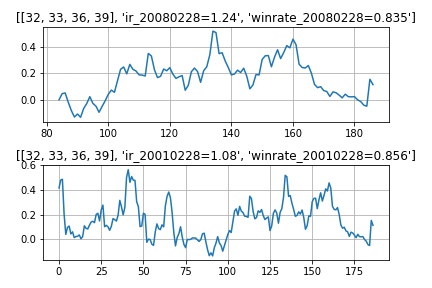 [[32, 33, 36, 39], 'ir_20080228=1.24', 'winrate_20080228=0.835']
0.4
0.2
0.0
80 100 120 140 160 180
[[32, 33, 36, 39], 'ir_20010228=1.08', 'winrate_20010228=0.856']
0.6
0.4
0.2
0.0
0 25 50 75 100 125 150 175